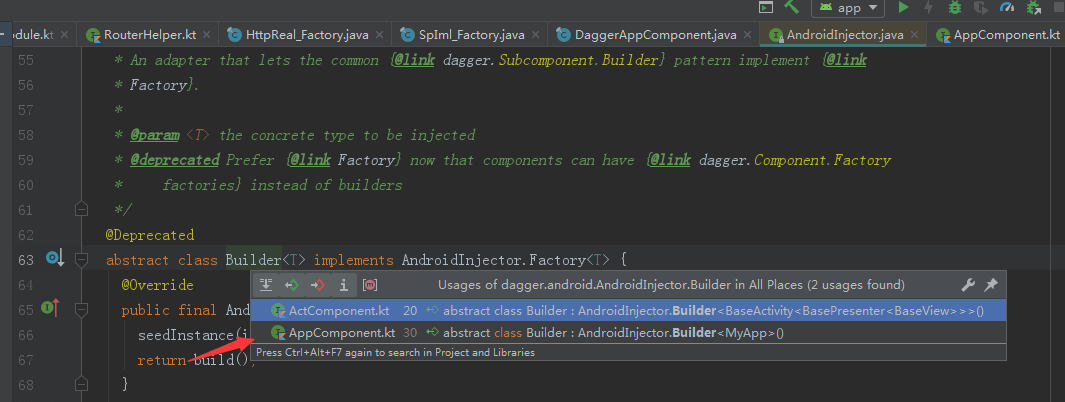 app
odule.kt × RouterHelper.kt × HttpReal_Factory.java × SpIml_Factory.java × DaggerAppComponent.java × AndroidInjector.java × AppComponent.kt
55 * An adapter that lets the common {@link dagger.Subcomponent.Builder} pattern implement {@link
56 * Factory}.
57 *
58 * @param <T> the concrete type to be injected
59 * @deprecated Prefer {@link Factory} now that components can have {@link dagger.Component.Factory
60 * factories} instead of builders
61 */
62 @Deprecated
63 abstract class Builder<T> implements AndroidInjector.Factory<T> {
64 @Override
Usages of dagger.android.AndroidInjector.Builder in All Places (2 usages found)
65 public final And
ActComponent.kt 20 abstract class Builder : AndroidInjector.Builder<BaseActivity<BasePresenter<BaseView>>>()
66 seedInstance(i
AppComponent.kt 30 abstract class Builder : AndroidInjector.Builder<MyApp>()
Press Ctrl+Alt+F7 again to search in Project and Libraries
67 return build();
68 }